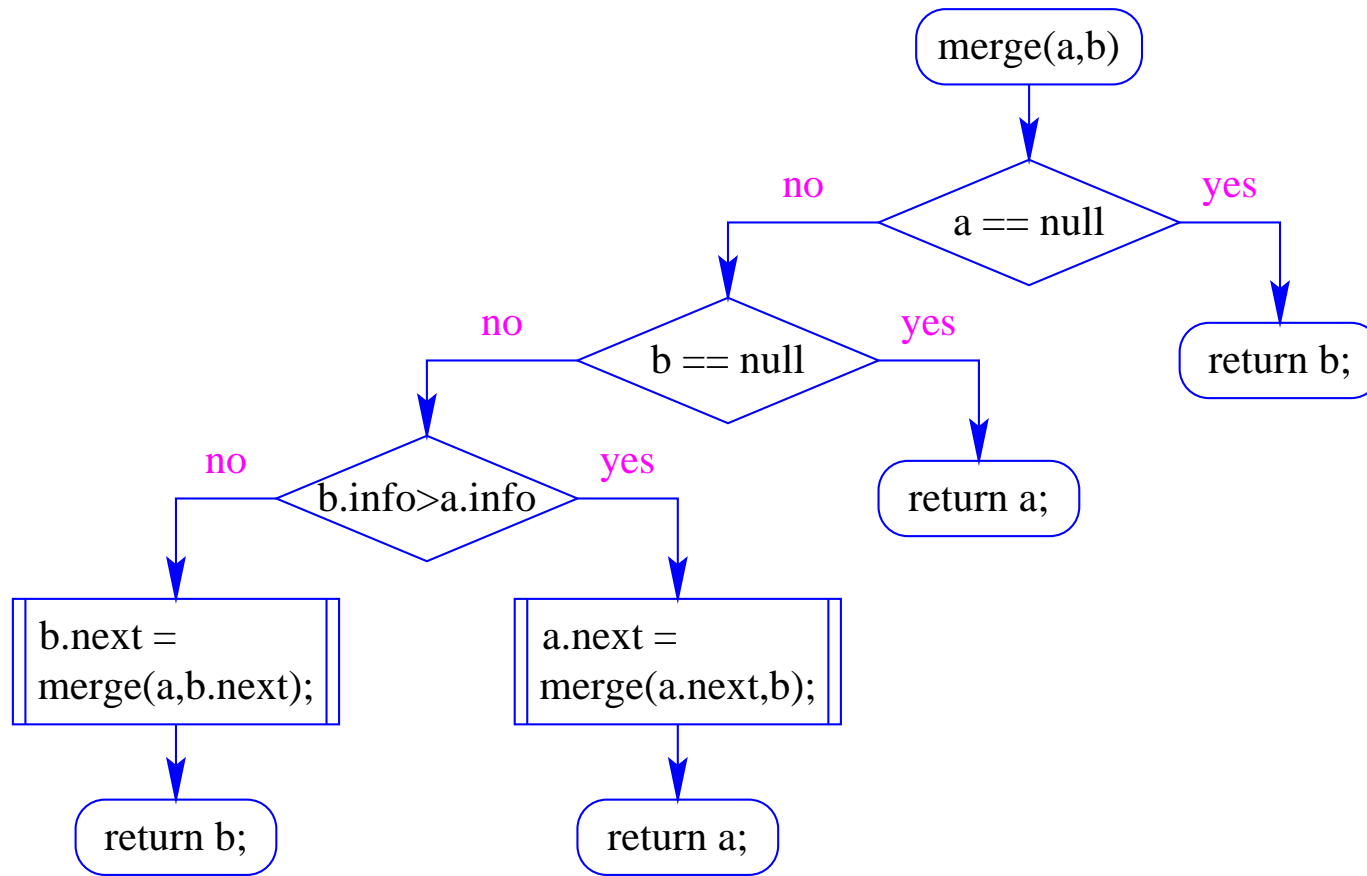 merge(a,b)
no
yes
a == null
no
yes
b == null
return b;
no
yes
b.info>a.info
return a;
b.next =
merge(a,b.next);
a.next =
merge(a.next,b);
return b;
return a;